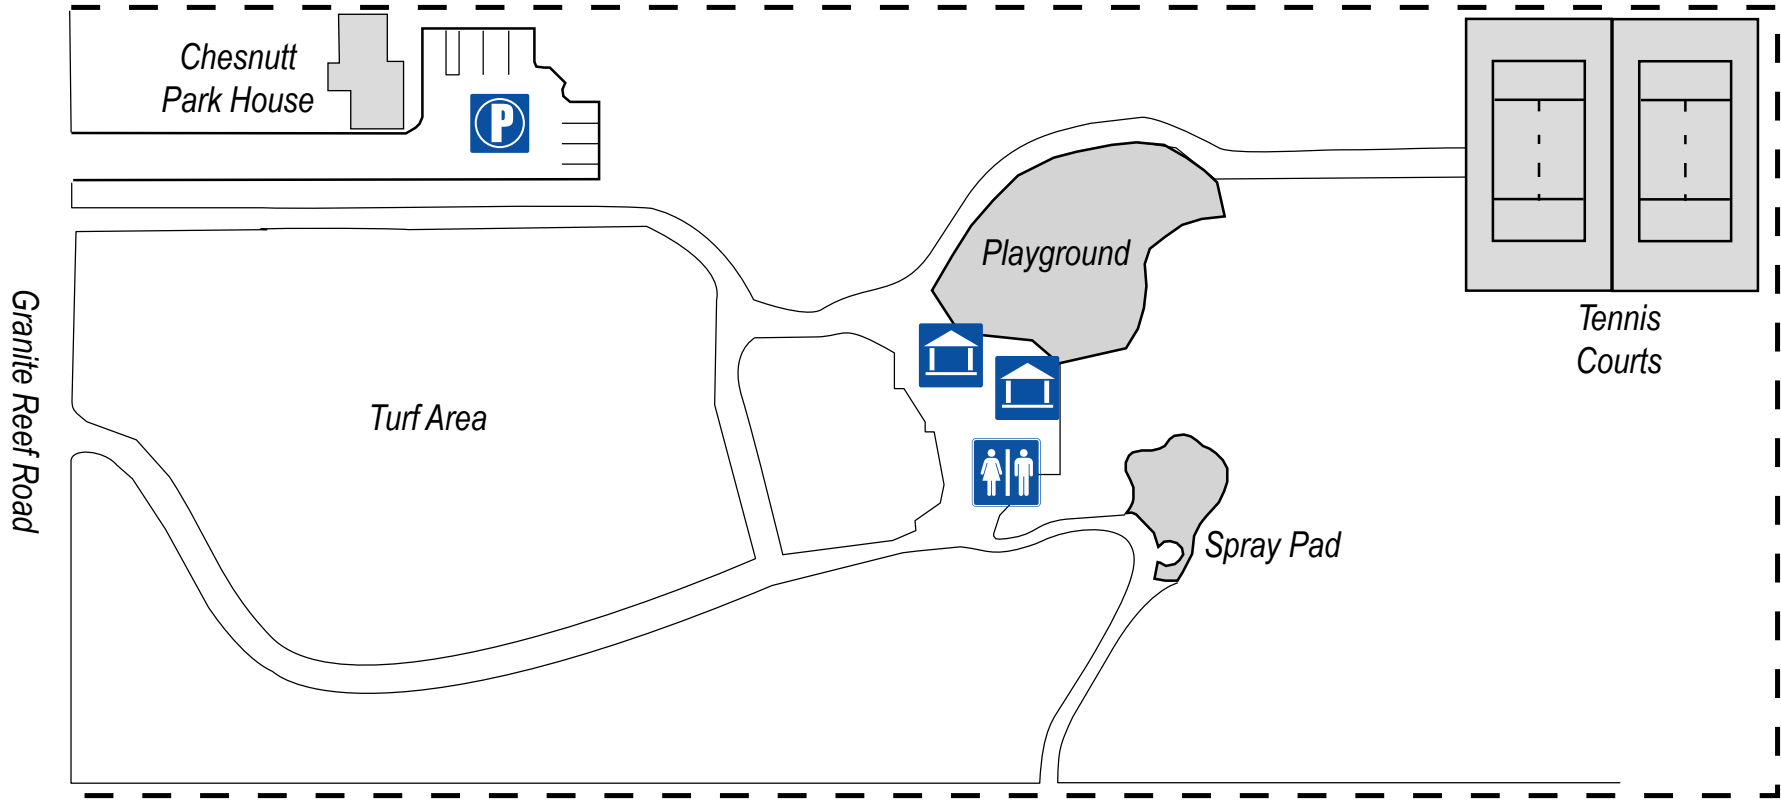 Chesnutt
Park House
P
Playground
Tennis
Courts
Granite Reef Road
Turf Area
Spray Pad